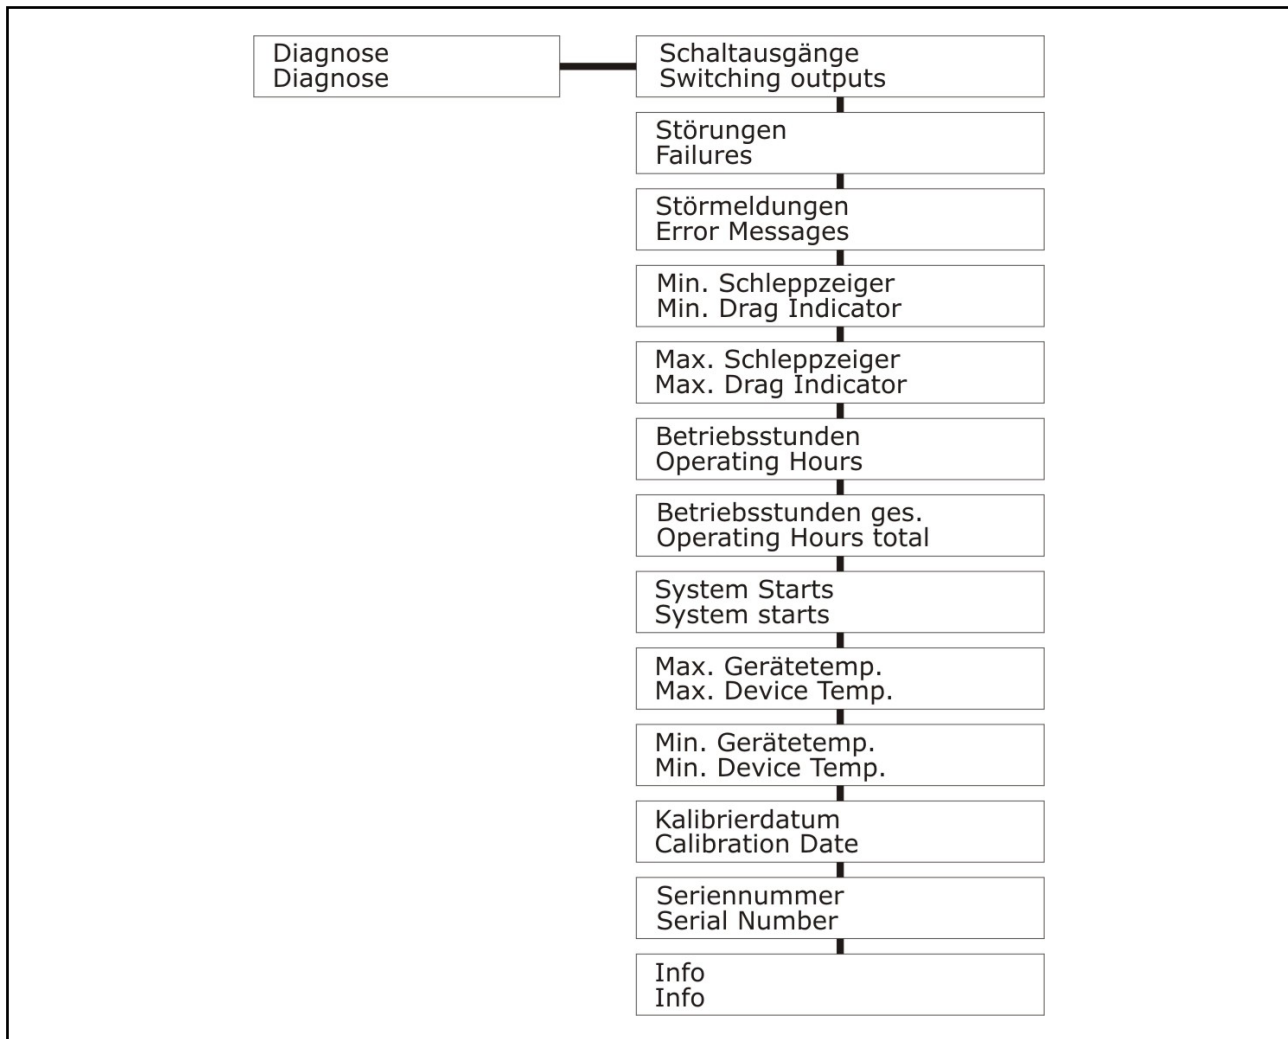 Diagnose
Diagnose
Schaltausgänge
Switching outputs
Störungen
Failures
Störmeldungen
Error Messages
Min. Schleppzeiger
Min. Drag Indicator
Max. Schleppzeiger
Max. Drag Indicator
Betriebsstunden
Operating Hours
Betriebsstunden ges.
Operating Hours total
System Starts
System starts
Max. Gerätetemp.
Max. Device Temp.
Min. Gerätetemp.
Min. Device Temp.
Kalibrierdatum
Calibration Date
Seriennummer
Serial Number
Info
Info